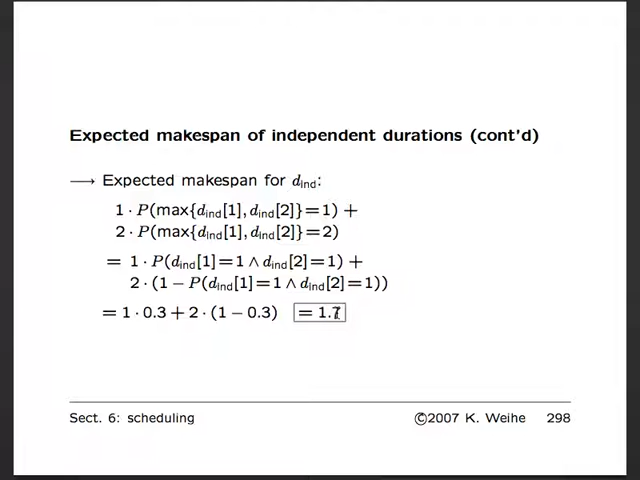 Expected makespan of independent durations (cont'd)
⟶ Expected makespan for d_ind:
1 · P(max{d_ind[1], d_ind[2]} = 1) +
2 · P(max{d_ind[1], d_ind[2]} = 2)
= 1 · P(d_ind[1] = 1 ∧ d_ind[2] = 1) +
2 · (1 − P(d_ind[1] = 1 ∧ d_ind[2] = 1))
= 1 · 0.3 + 2 · (1 − 0.3) = 1.7
Sect. 6: scheduling ©2007 K. Weihe 298